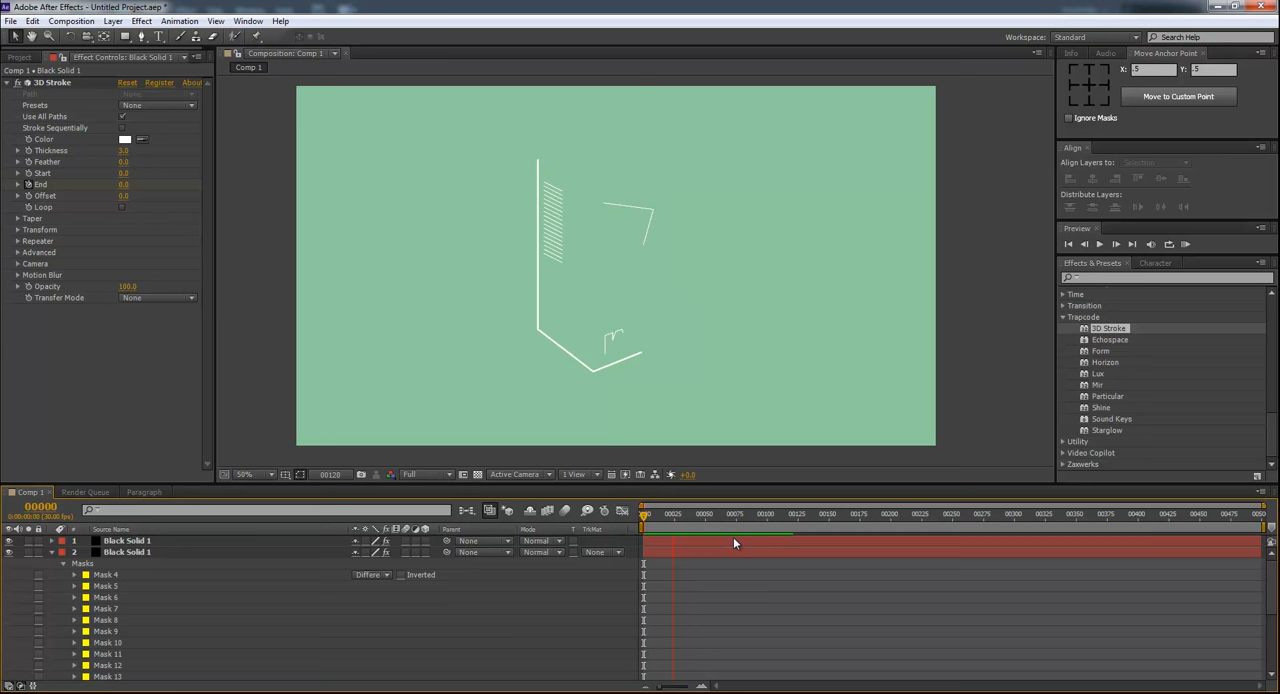 Adobe After Effects - Untitled Project.aep *
File Edit Composition Layer Effect Animation View Window Help
Workspace: Standard Search Help
Project Effect Controls: Black Solid 1
Comp 1 • Black Solid 1
3D Stroke Reset Register About
Path None
Presets None
Use All Paths
Stroke Sequentially
Color
Thickness 3.0
Feather 0.0
Start 0.0
End 0.0
Offset 0.0
Loop
Taper
Transform
Repeater
Advanced
Camera
Motion Blur
Opacity 100.0
Transfer Mode None
Composition: Comp 1
Comp 1
50% 00120 Full Active Camera 1 View +0.0
Info Audio Move Anchor Point
X: .5 Y: .5
Move to Custom Point
Ignore Masks
Align
Align Layers to: Selection
Distribute Layers:
Preview
Effects & Presets Character
Time
Transition
Trapcode
3D Stroke
Echospace
Form
Horizon
Lux
Mir
Particular
Shine
Sound Keys
Starglow
Utility
Video Copilot
Zaxwerks
Comp 1 Render Queue Paragraph
00000
0:00:00:00 (30.00 fps)
# Source Name Parent Mode T TrkMat
00025 00050 00075 00100 00125 00150 00175 00200 00225 00250 00275 00300 00325 00350 00375 00400 00425 00450 00475 0050
1 Black Solid 1 None Normal
2 Black Solid 1 None Normal None
Masks
Mask 4 Differe Inverted
Mask 5
Mask 6
Mask 7
Mask 8
Mask 9
Mask 10
Mask 11
Mask 12
Mask 13